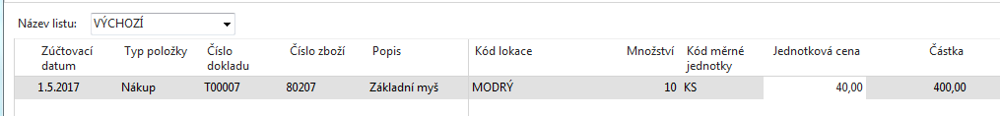 Název listu: VÝCHOZÍ
Zúčtovací datum Typ položky Číslo dokladu Číslo zboží Popis Kód lokace Množství Kód měrné jednotky Jednotková cena Částka
1.5.2017 Nákup T00007 80207 Základní myš MODRÝ 10 KS 40,00 400,00